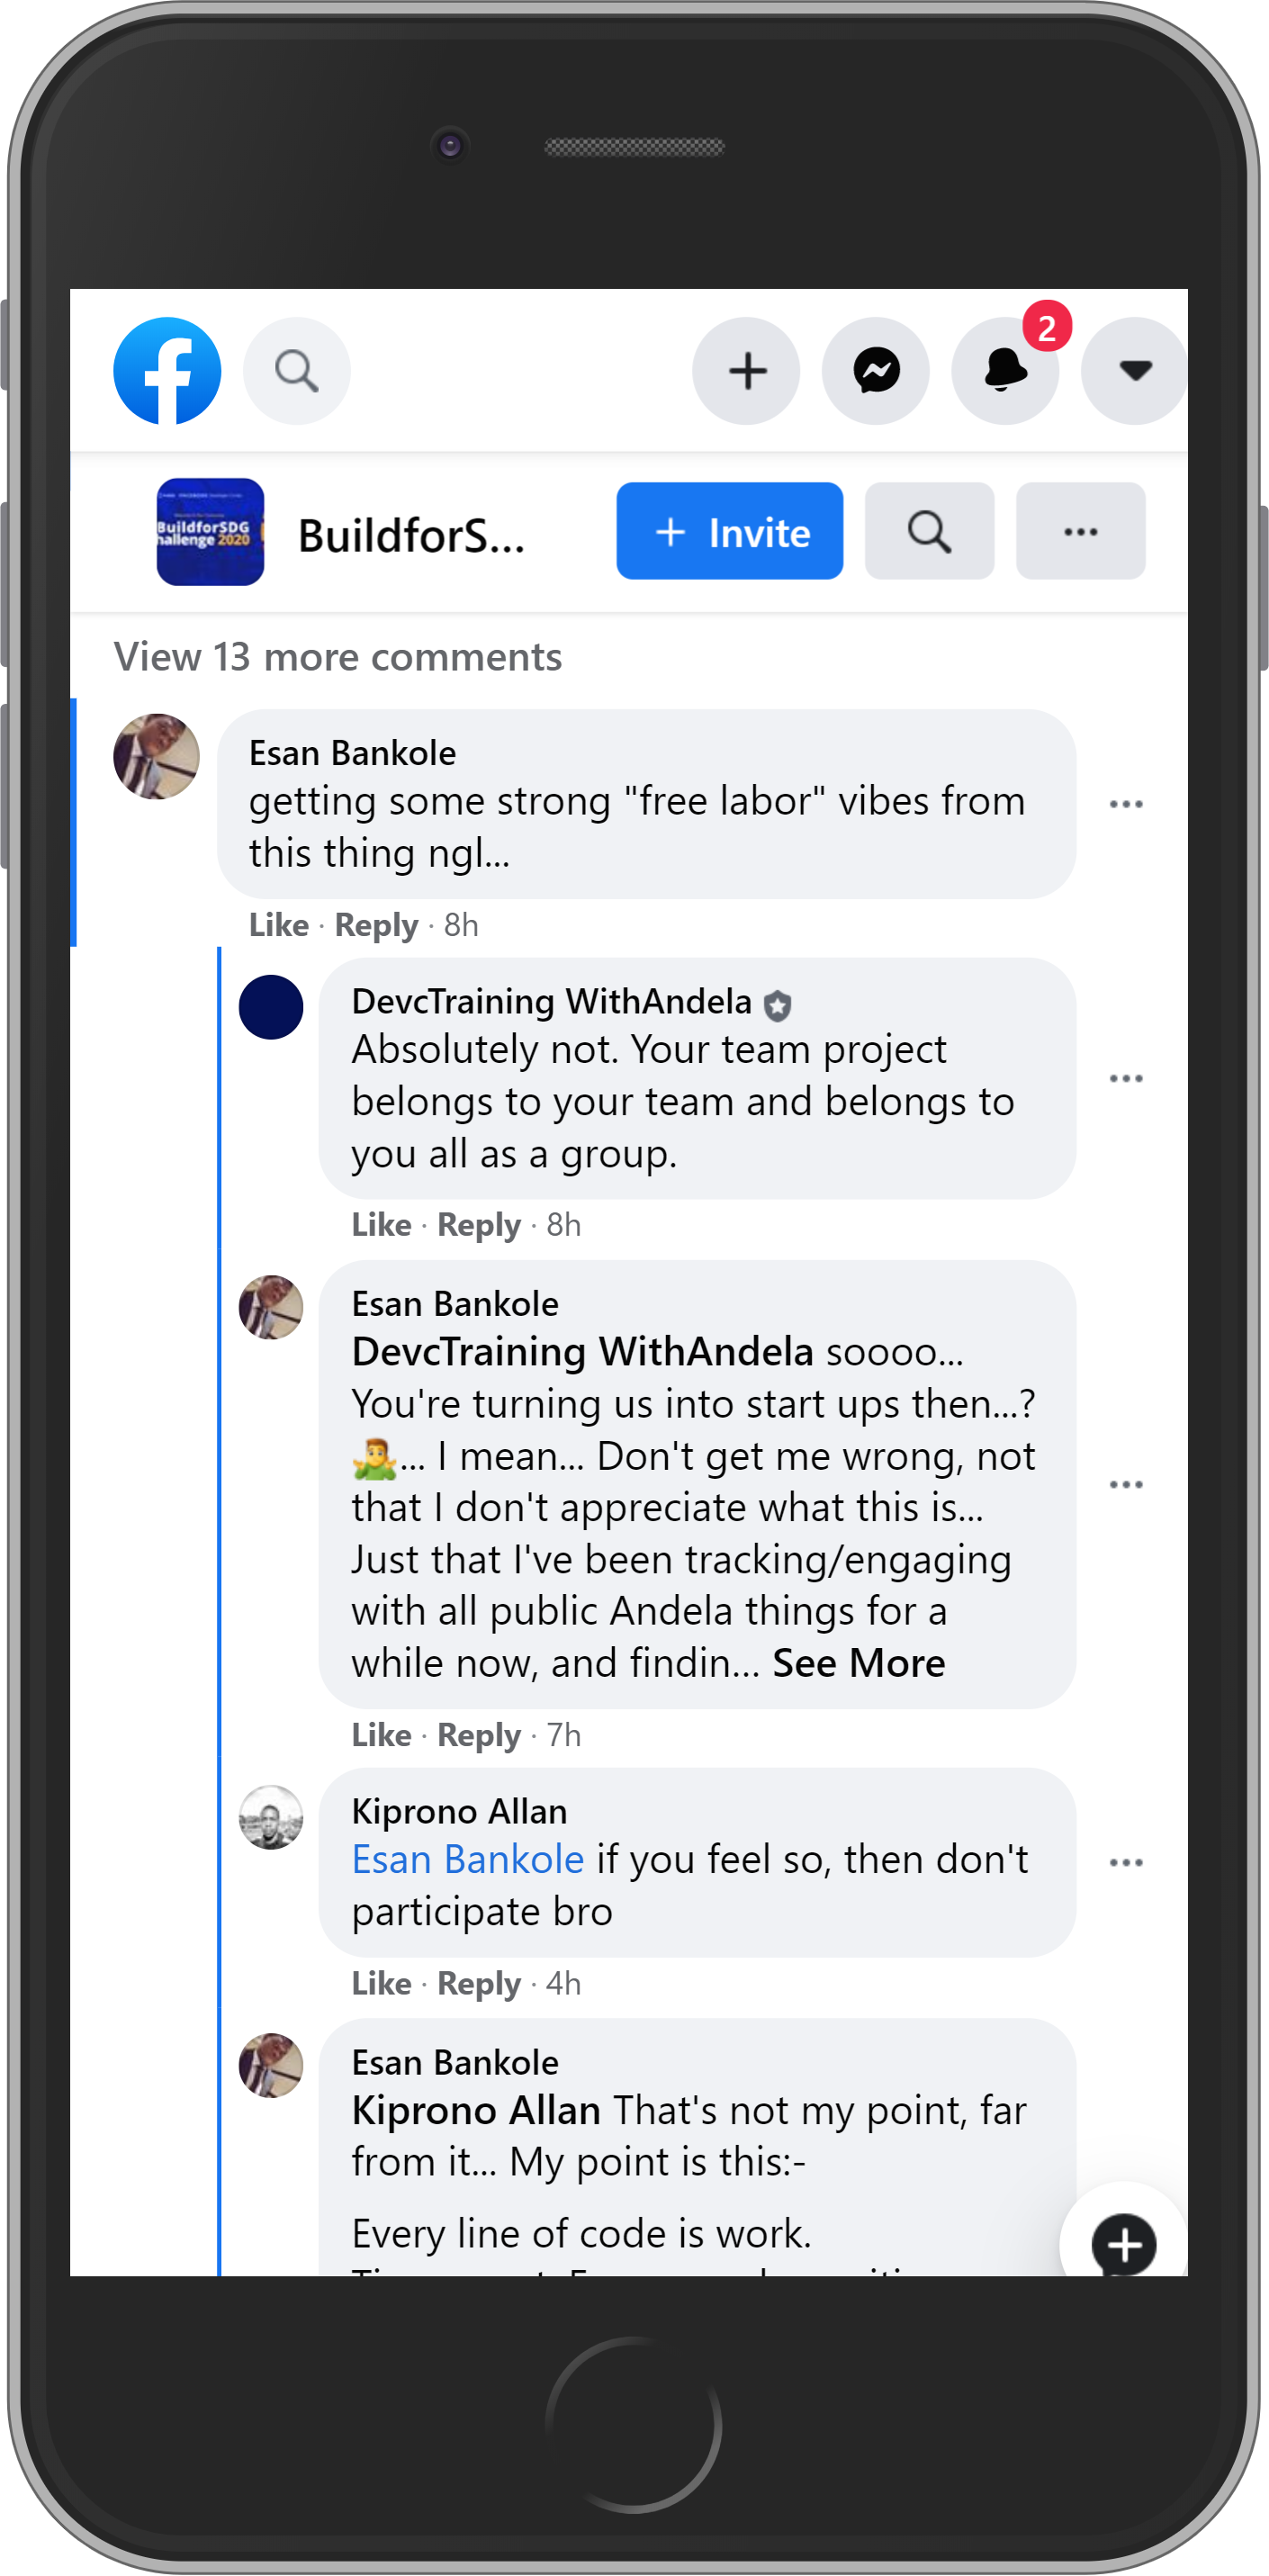 2
BuildforSDG
hallenge 2020
BuildforS...
+ Invite
View 13 more comments
Esan Bankole
getting some strong "free labor" vibes from
this thing ngl...
Like · Reply · 8h
DevcTraining WithAndela
Absolutely not. Your team project
belongs to your team and belongs to
you all as a group.
Like · Reply · 8h
Esan Bankole
DevcTraining WithAndela soooo...
You're turning us into start ups then...?
🤷‍♂️... I mean... Don't get me wrong, not
that I don't appreciate what this is...
Just that I've been tracking/engaging
with all public Andela things for a
while now, and findin... See More
Like · Reply · 7h
Kiprono Allan
Esan Bankole if you feel so, then don't
participate bro
Like · Reply · 4h
Esan Bankole
Kiprono Allan That's not my point, far
from it... My point is this:-
Every line of code is work.